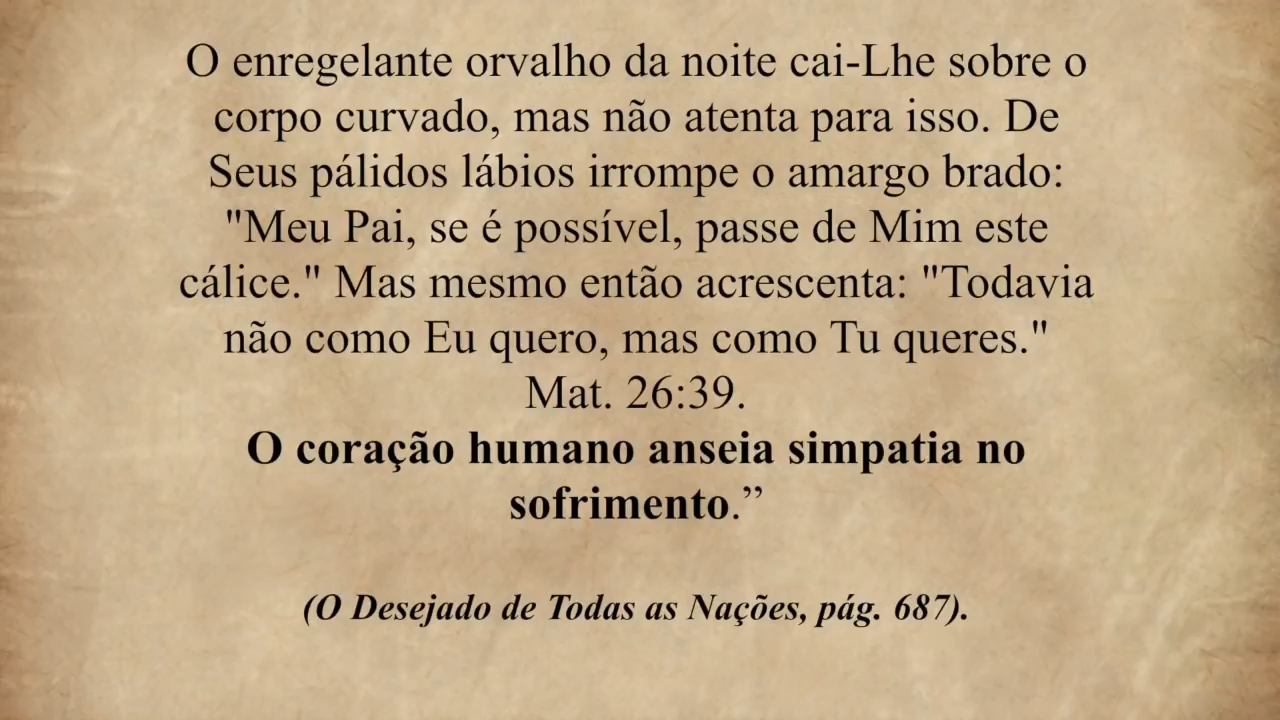 O enregelante orvalho da noite cai-Lhe sobre o
corpo curvado, mas não atenta para isso. De
Seus pálidos lábios irrompe o amargo brado:
"Meu Pai, se é possível, passe de Mim este
cálice." Mas mesmo então acrescenta: "Todavia
não como Eu quero, mas como Tu queres."
Mat. 26:39.
O coração humano anseia simpatia no
sofrimento.”
(O Desejado de Todas as Nações, pág. 687).